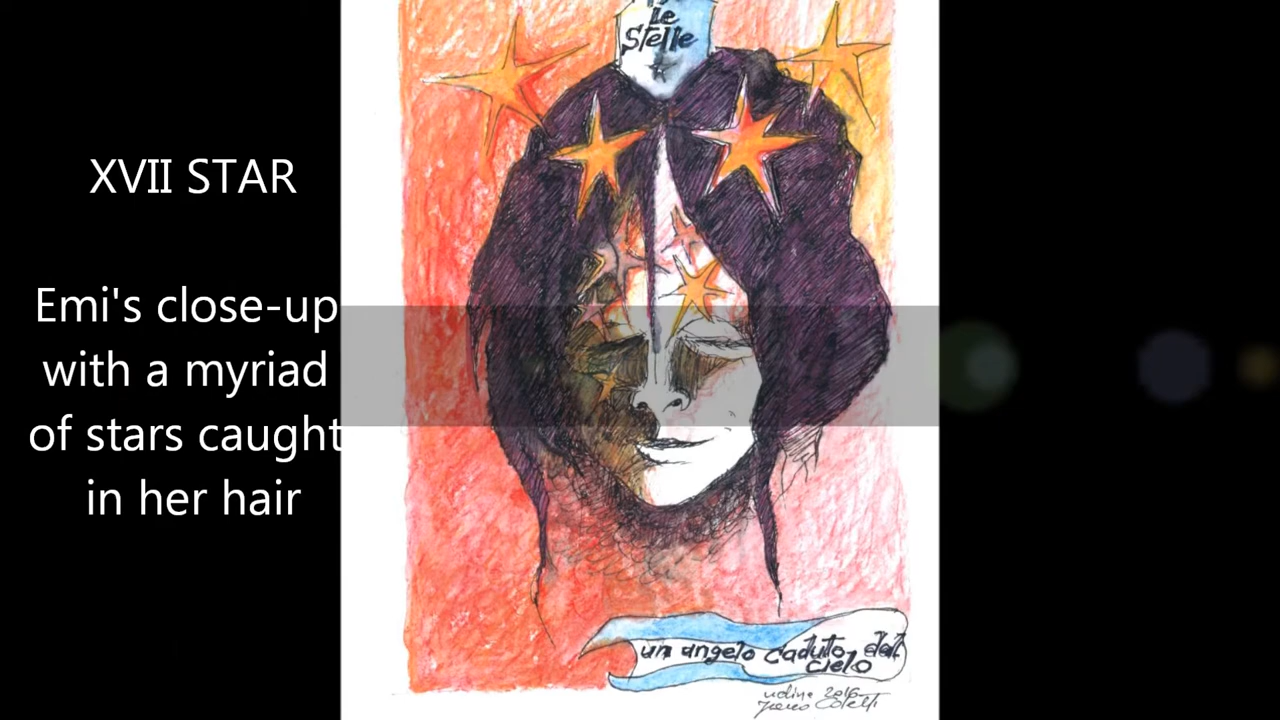 XVII STAR
Emi's close-up
with a myriad
of stars caught
in her hair
Le
Stelle
un angelo caduto dal
cielo
udine 2016